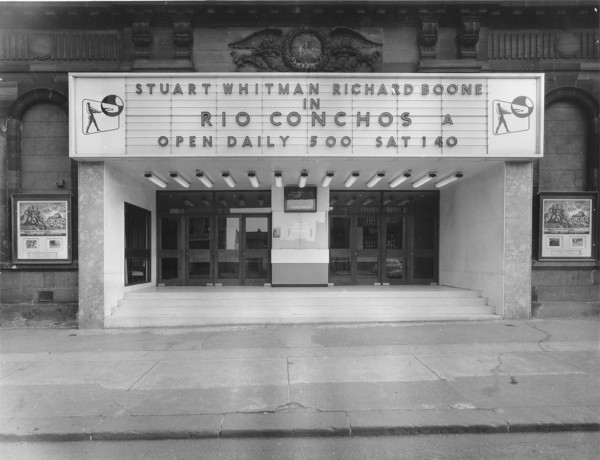 STUART WHITMAN RICHARD BOONE
IN
RIO CONCHOS A
OPEN DAILY 5 00 SAT 1 40